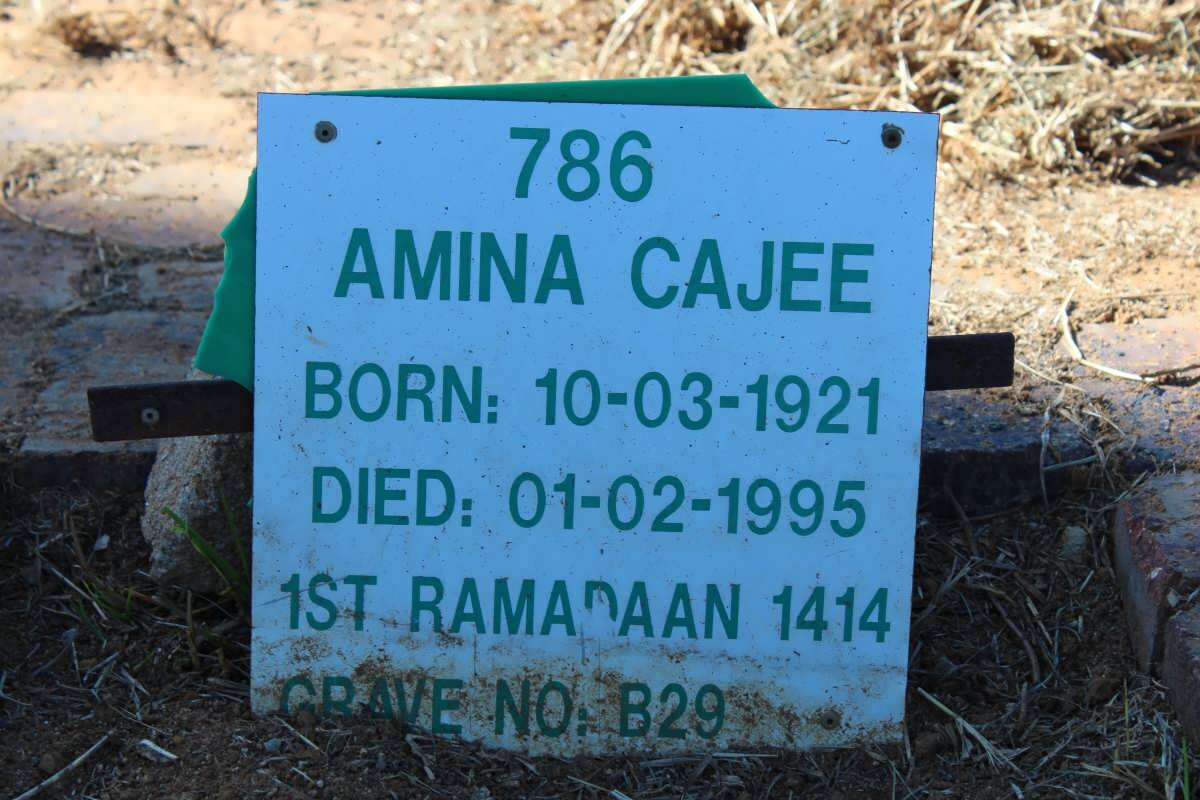 786
AMINA CAJEE
BORN: 10-03-1921
DIED: 01-02-1995
1ST RAMADAAN 1414
GRAVE NO: B29